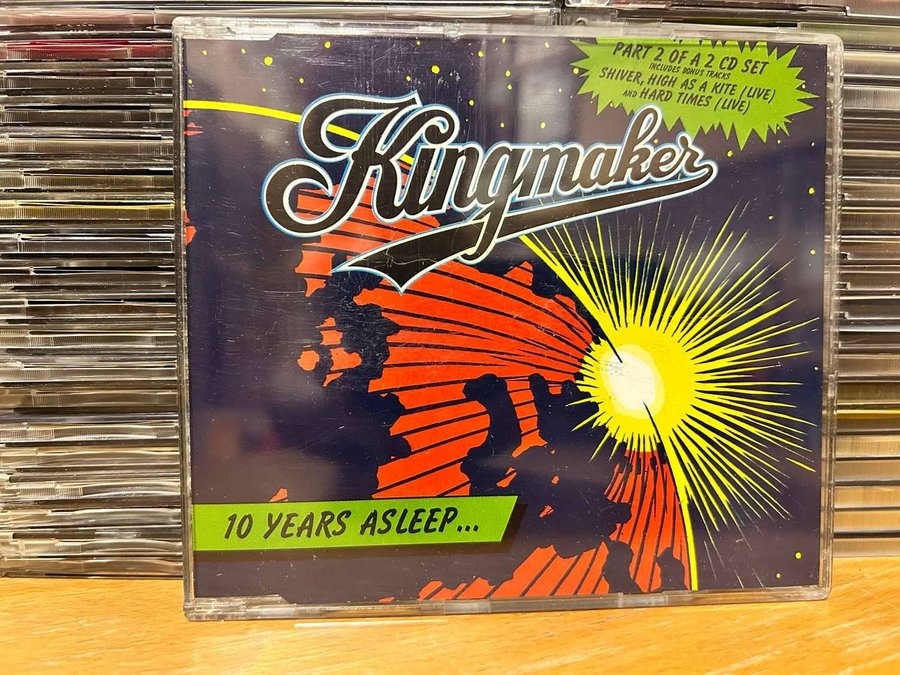 PART 2 OF A 2 CD SET
INCLUDES BONUS TRACKS
SHIVER, HIGH AS A KITE (LIVE)
AND HARD TIMES (LIVE)
Kingmaker
10 YEARS ASLEEP...